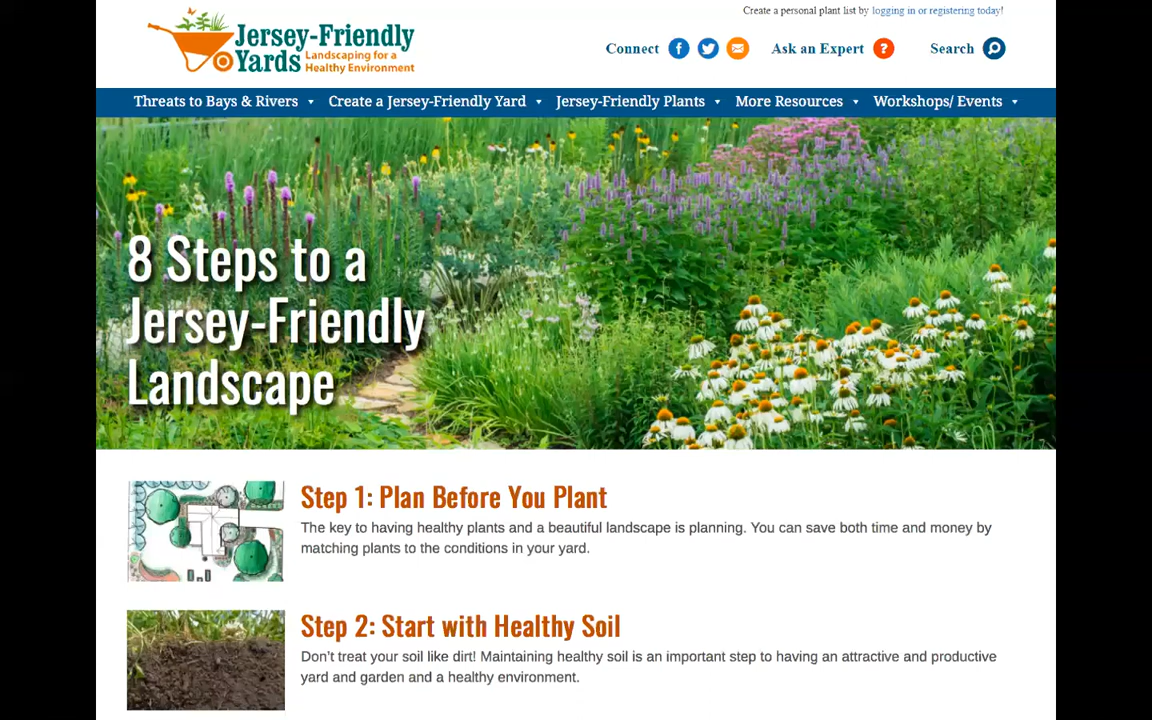 Create a personal plant list by logging in or registering today!
Jersey-Friendly
Yards Landscaping for a
Healthy Environment
Connect Ask an Expert ? Search
Threats to Bays & Rivers Create a Jersey-Friendly Yard Jersey-Friendly Plants More Resources Workshops/ Events
8 Steps to a
Jersey-Friendly
Landscape
Step 1: Plan Before You Plant
The key to having healthy plants and a beautiful landscape is planning. You can save both time and money by
matching plants to the conditions in your yard.
Step 2: Start with Healthy Soil
Don't treat your soil like dirt! Maintaining healthy soil is an important step to having an attractive and productive
yard and garden and a healthy environment.